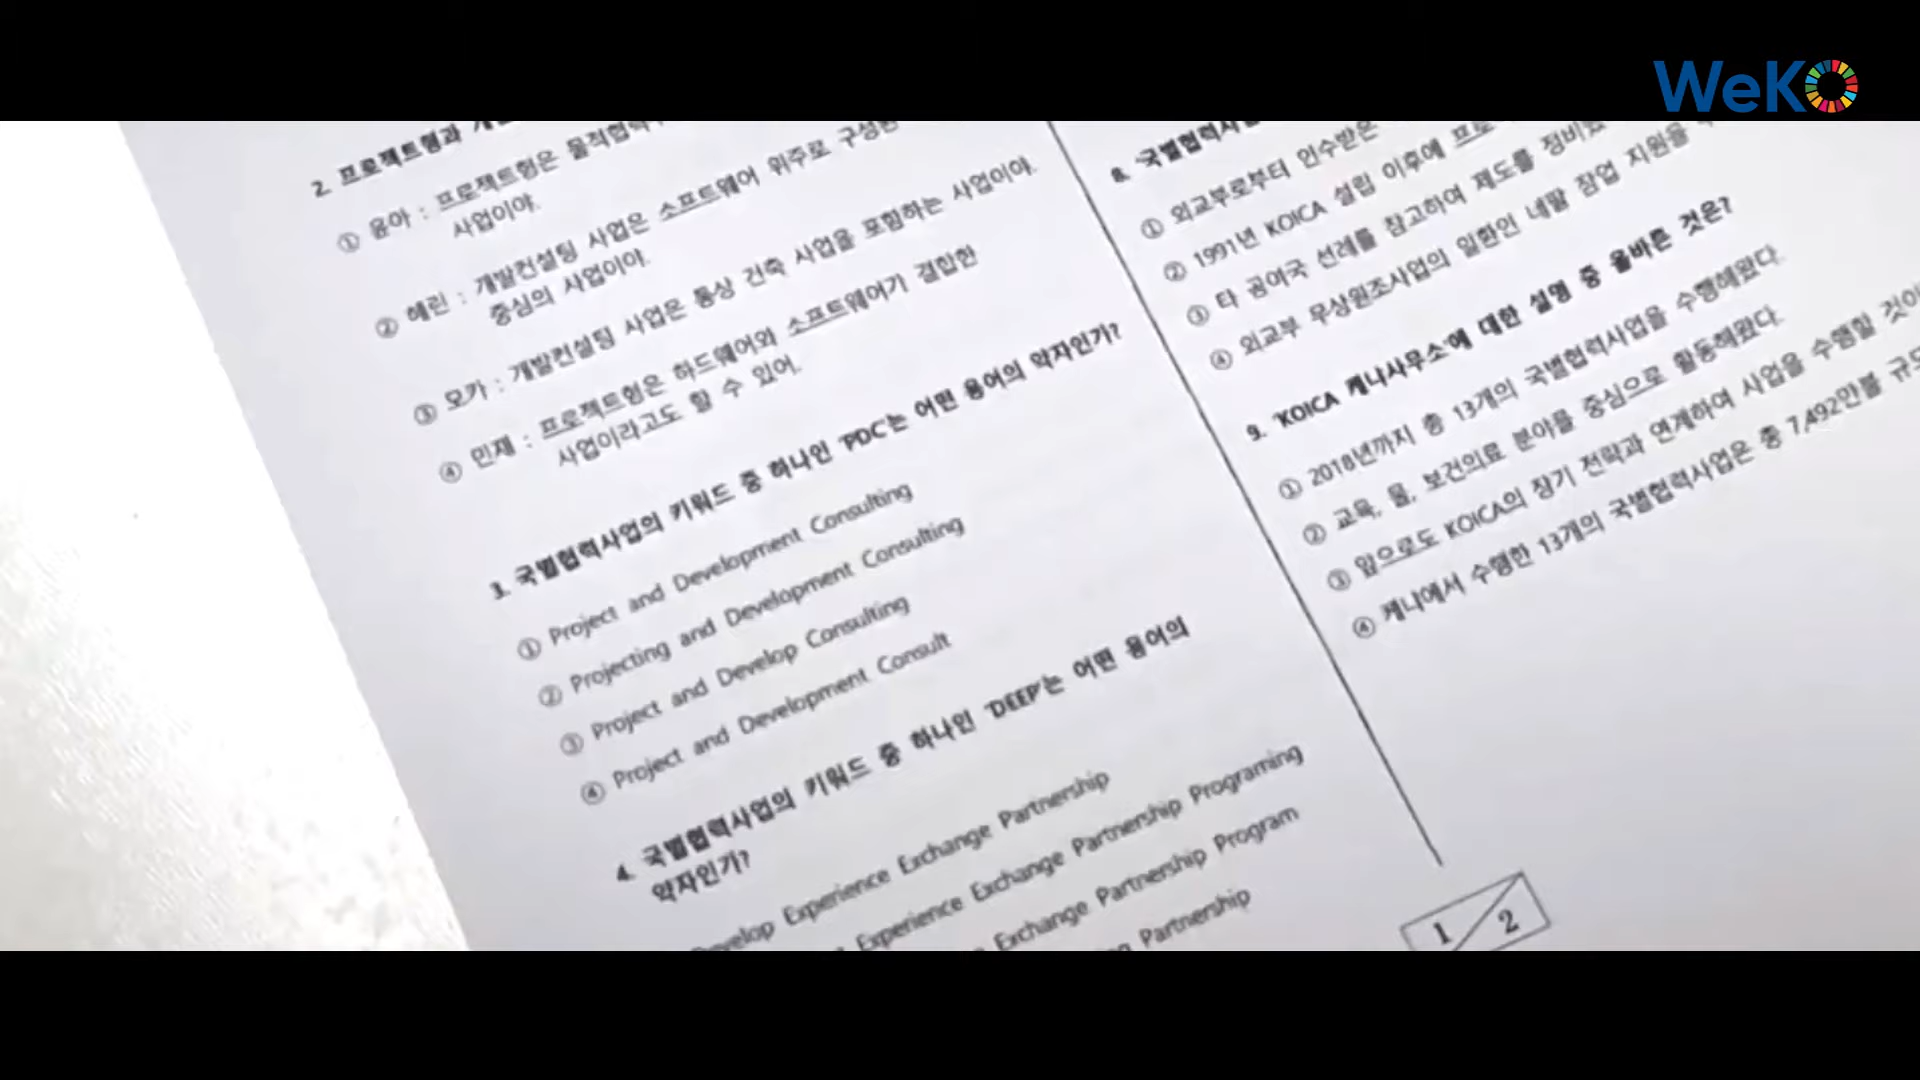 WeKO
2. 프로젝트형과
① 윤아 : 프로젝트형은 물적협력
사업이야.
② 혜린 : 개발컨설팅 사업은 소프트웨어 위주로 구성된
중심의 사업이야.
③ 모카 : 개발컨설팅 사업은 통상 건축 사업을 포함하는 사업이야.
④ 민재 : 프로젝트형은 하드웨어와 소프트웨어가 결합한
사업이라고도 할 수 있어.
3. 국별협력사업의 키워드 중 하나인 'PDC'는 어떤 용어의 약자인가?
① Project and Development Consulting
② Projecting and Development Consulting
③ Project and Develop Consulting
④ Project and Development Consult
4. 국별협력사업의 키워드 중 하나인 'DEEP'는 어떤 용어의
약자인가?
Develop Experience Exchange Partnership
Experience Exchange Partnership Programing
Exchange Partnership Program
Partnership
8. '국별협력사업
① 외교부로부터 인수받은
② 1991년 KOICA 설립 이후에
③ 타 공여국 선례를 참고하여 제도를 정비
④ 외교부 무상원조사업의 일환인 네팔 잠업 지원을
9. 'KOICA 케냐사무소'에 대한 설명 중 올바른 것은?
① 2018년까지 총 13개의 국별협력사업을 수행해왔다.
② 교육, 물, 보건의료 분야를 중심으로 활동해왔다.
③ 앞으로도 KOICA의 장기 전략과 연계하여 사업을 수행할 것이
④ 케냐에서 수행한 13개의 국별협력사업은 총 7,492만불 규모
1 2